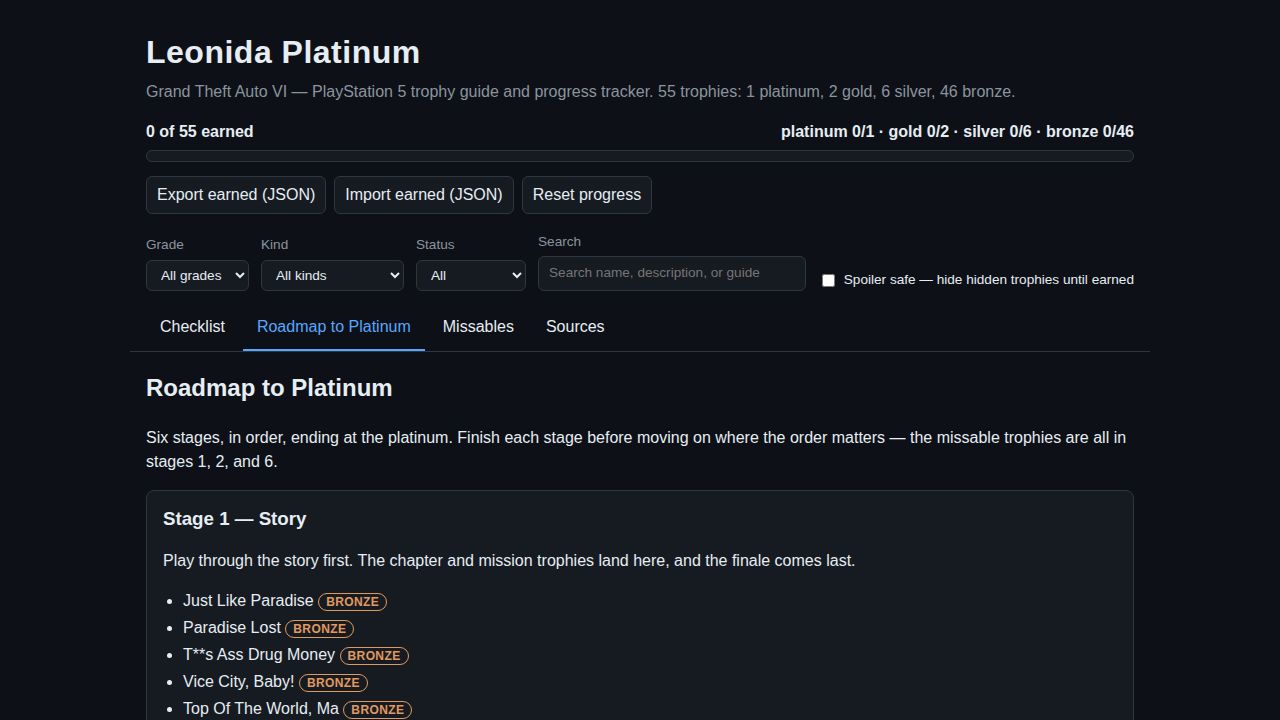 Leonida Platinum
Grand Theft Auto VI — PlayStation 5 trophy guide and progress tracker. 55 trophies: 1 platinum, 2 gold, 6 silver, 46 bronze.
0 of 55 earned
platinum 0/1 · gold 0/2 · silver 0/6 · bronze 0/46
Export earned (JSON)
Import earned (JSON)
Reset progress
Grade
Kind
Status
Search
All grades
All kinds
All
Search name, description, or guide
Spoiler safe — hide hidden trophies until earned
Checklist
Roadmap to Platinum
Missables
Sources
Roadmap to Platinum
Six stages, in order, ending at the platinum. Finish each stage before moving on where the order matters — the missable trophies are all in
stages 1, 2, and 6.
Stage 1 — Story
Play through the story first. The chapter and mission trophies land here, and the finale comes last.
Just Like Paradise BRONZE
Paradise Lost BRONZE
T**s Ass Drug Money BRONZE
Vice City, Baby! BRONZE
Top Of The World, Ma BRONZE